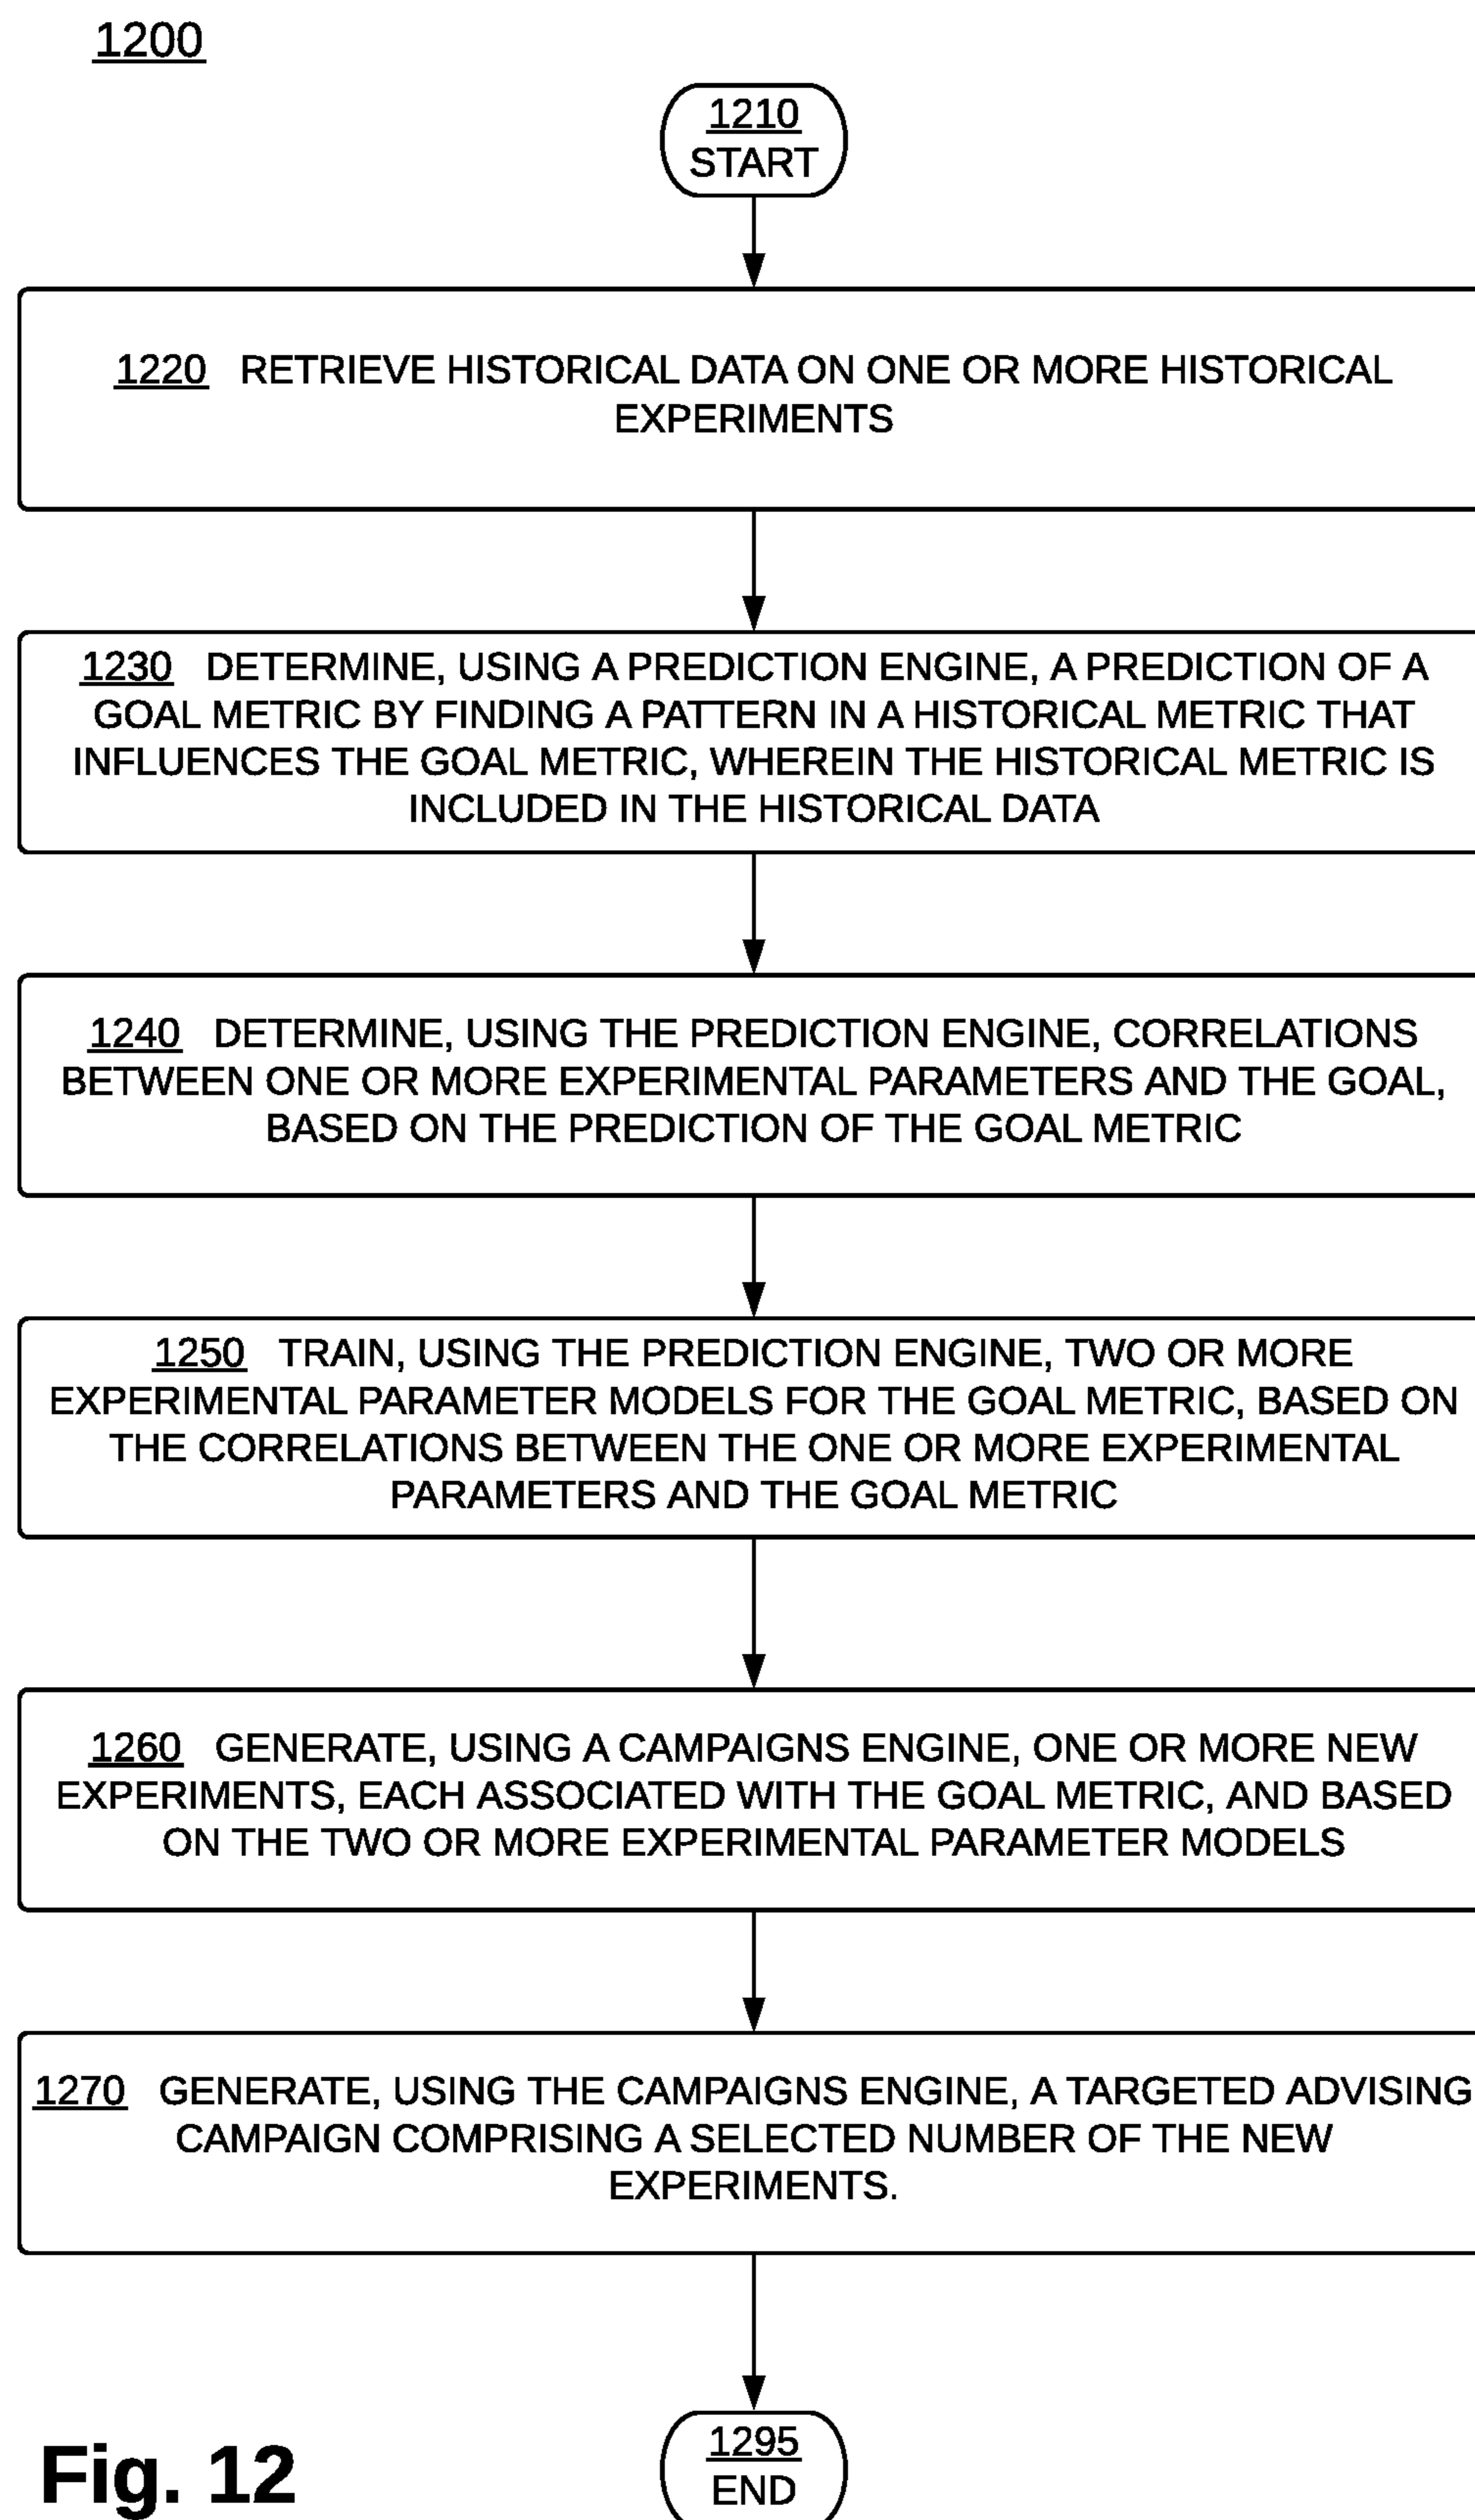 1200
1210
START
1220 RETRIEVE HISTORICAL DATA ON ONE OR MORE HISTORICAL
EXPERIMENTS
1230 DETERMINE, USING A PREDICTION ENGINE, A PREDICTION OF A
GOAL METRIC BY FINDING A PATTERN IN A HISTORICAL METRIC THAT
INFLUENCES THE GOAL METRIC, WHEREIN THE HISTORICAL METRIC IS
INCLUDED IN THE HISTORICAL DATA
1240 DETERMINE, USING THE PREDICTION ENGINE, CORRELATIONS
BETWEEN ONE OR MORE EXPERIMENTAL PARAMETERS AND THE GOAL,
BASED ON THE PREDICTION OF THE GOAL METRIC
1250 TRAIN, USING THE PREDICTION ENGINE, TWO OR MORE
EXPERIMENTAL PARAMETER MODELS FOR THE GOAL METRIC, BASED ON
THE CORRELATIONS BETWEEN THE ONE OR MORE EXPERIMENTAL
PARAMETERS AND THE GOAL METRIC
1260 GENERATE, USING A CAMPAIGNS ENGINE, ONE OR MORE NEW
EXPERIMENTS, EACH ASSOCIATED WITH THE GOAL METRIC, AND BASED
ON THE TWO OR MORE EXPERIMENTAL PARAMETER MODELS
1270 GENERATE, USING THE CAMPAIGNS ENGINE, A TARGETED ADVISING
CAMPAIGN COMPRISING A SELECTED NUMBER OF THE NEW
EXPERIMENTS.
1295
END
Fig. 12